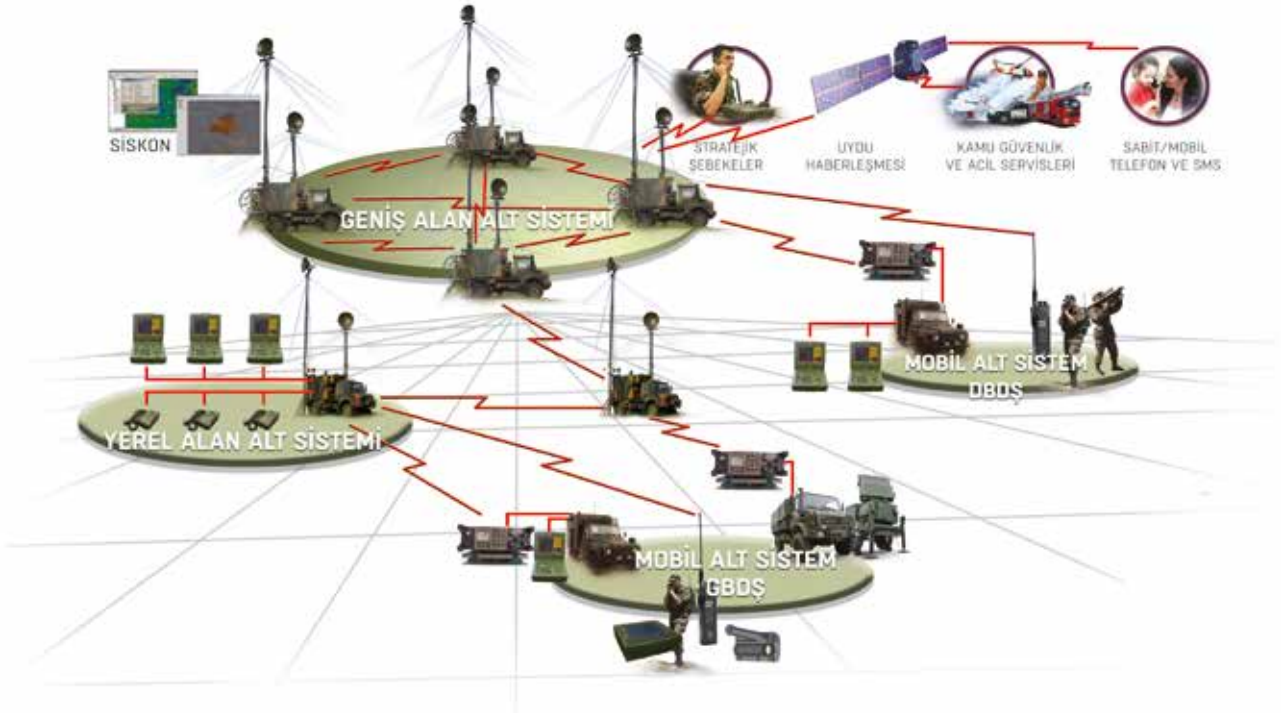 SİSKON
STRATEJİK
ŞEBEKELER
UYDU
HABERLEŞMESİ
KAMU GÜVENLİK
VE ACİL SERVİSLERİ
SABİT/MOBİL
TELEFON VE SMS
GENİŞ ALAN ALT SİSTEMİ
MOBİL ALT SİSTEM
DBDŞ
YEREL ALAN ALT SİSTEMİ
MOBİL ALT SİSTEM
GBDŞ